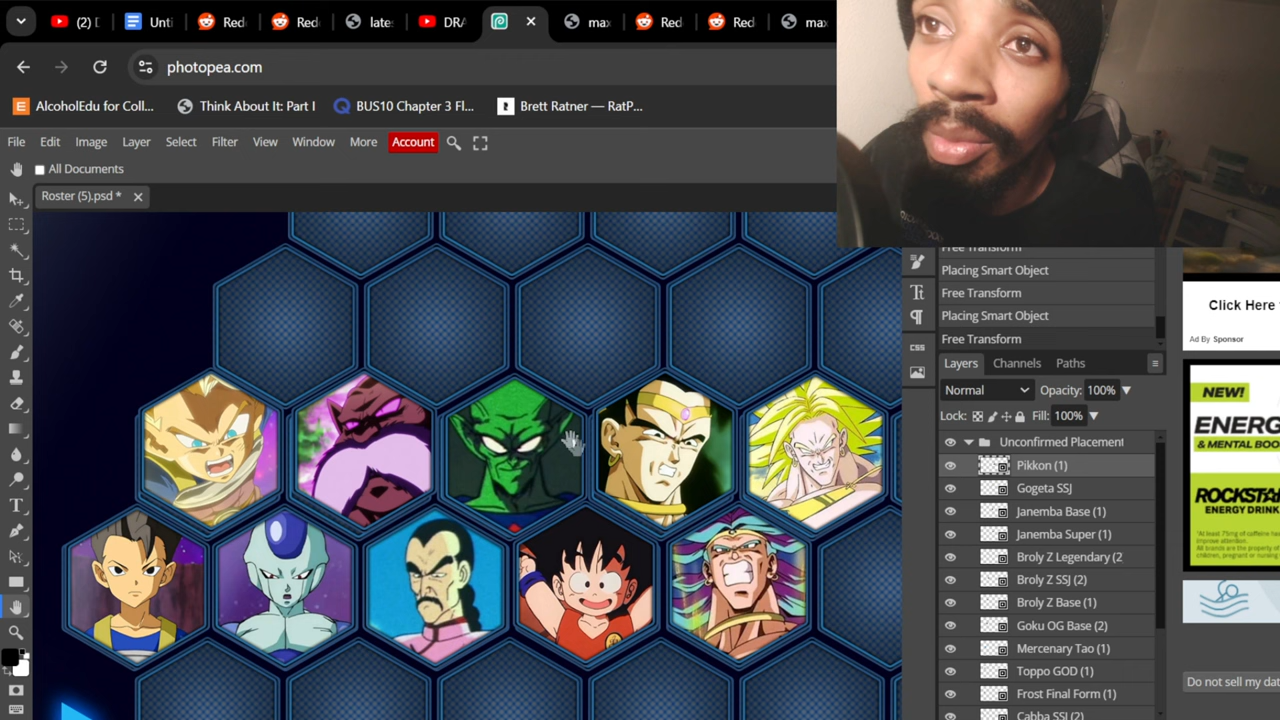 (2) [
Unti
Red
Red
late
DRA
max
Red
Red
max
photopea.com
AlcoholEdu for Coll...
Think About It: Part I
BUS10 Chapter 3 Fl...
Brett Ratner — RatP...
File Edit Image Layer Select Filter View Window More Account
All Documents
Roster (5).psd *
Free Transform
Placing Smart Object
Free Transform
Placing Smart Object
Free Transform
Layers Channels Paths
Normal Opacity: 100%
Lock: Fill: 100%
Unconfirmed Placement
Pikkon (1)
Gogeta SSJ
Janemba Base (1)
Janemba Super (1)
Broly Z Legendary (2
Broly Z SSJ (2)
Broly Z Base (1)
Goku OG Base (2)
Mercenary Tao (1)
Toppo GOD (1)
Frost Final Form (1)
Cabba SSJ (2)
CSS
Click Here
Ad By Sponsor
NEW!
ENERG
& MENTAL BOO
ROCKSTA
ENERGY DRIN
Do not sell my dat